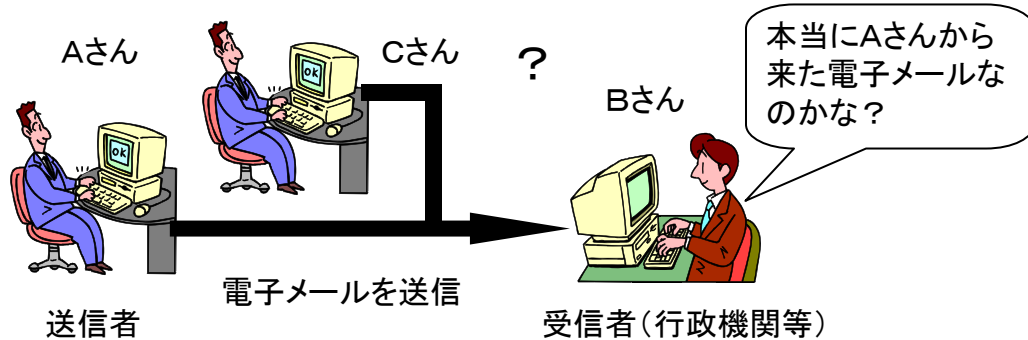 Aさん
Cさん
?
Bさん
本当にAさんから
来た電子メールな
のかな?
OK
OK
電子メールを送信
送信者
受信者(行政機関等)